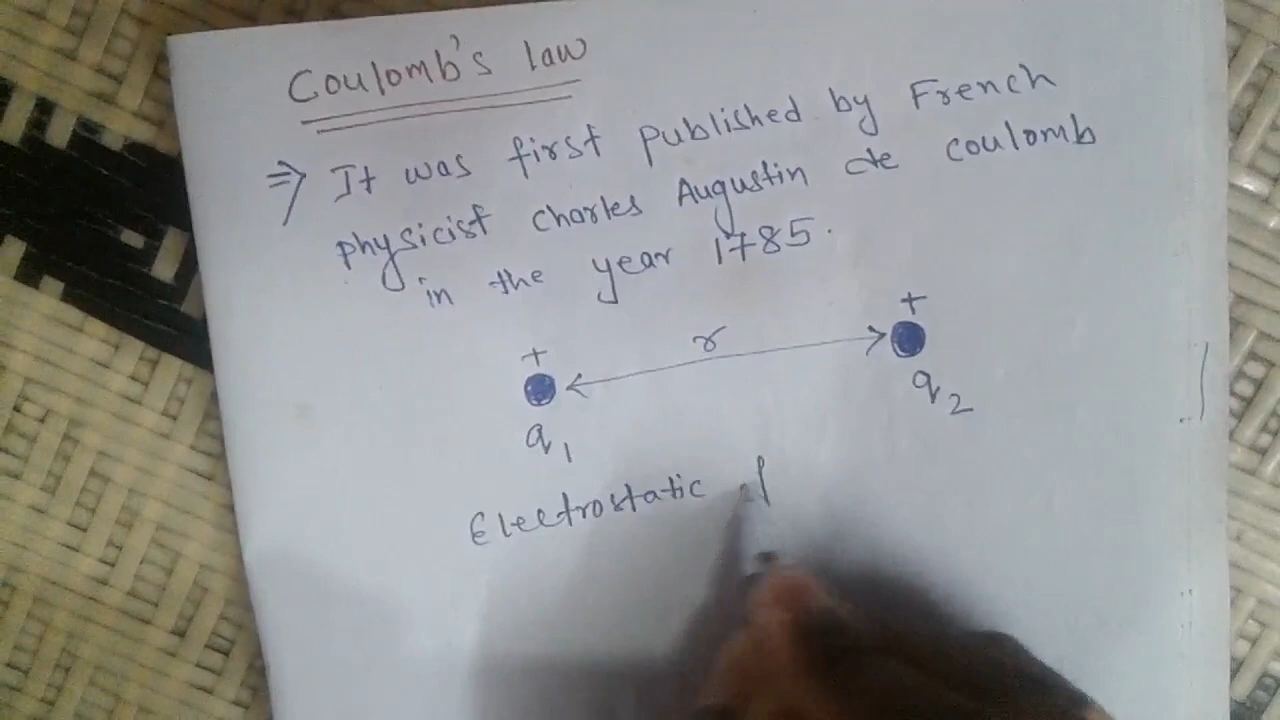 Coulomb's law
⇒ It was first published by French
physicist Charles Augustin de coulomb
in the year 1785.
+ r +
q1 q2
Electrostatic f